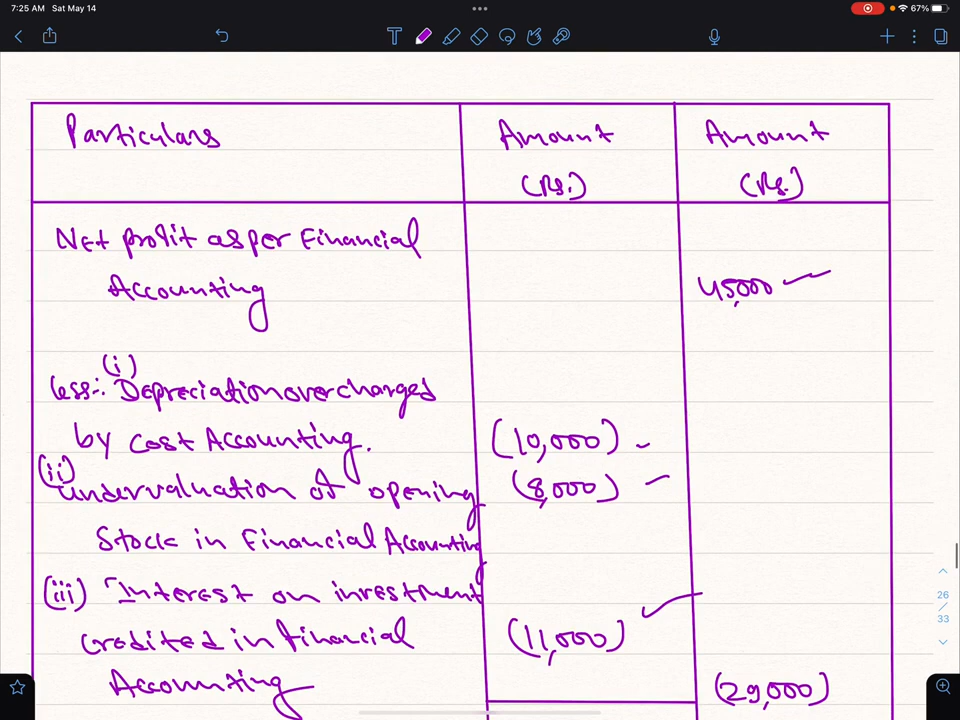 7:25 AM Sat May 14
67%
Particulars Amount (Rs.) Amount (Rs.)
Net profit as per Financial
Accounting 45,000
(i)
Less:- Depreciation overcharged
by cost Accounting. (10,000)
(ii)
undervaluation of opening (8,000)
Stock in Financial Accounting
(iii) Interest on investment
credited in financial (11,000)
Accounting (29,000)
26
/
33